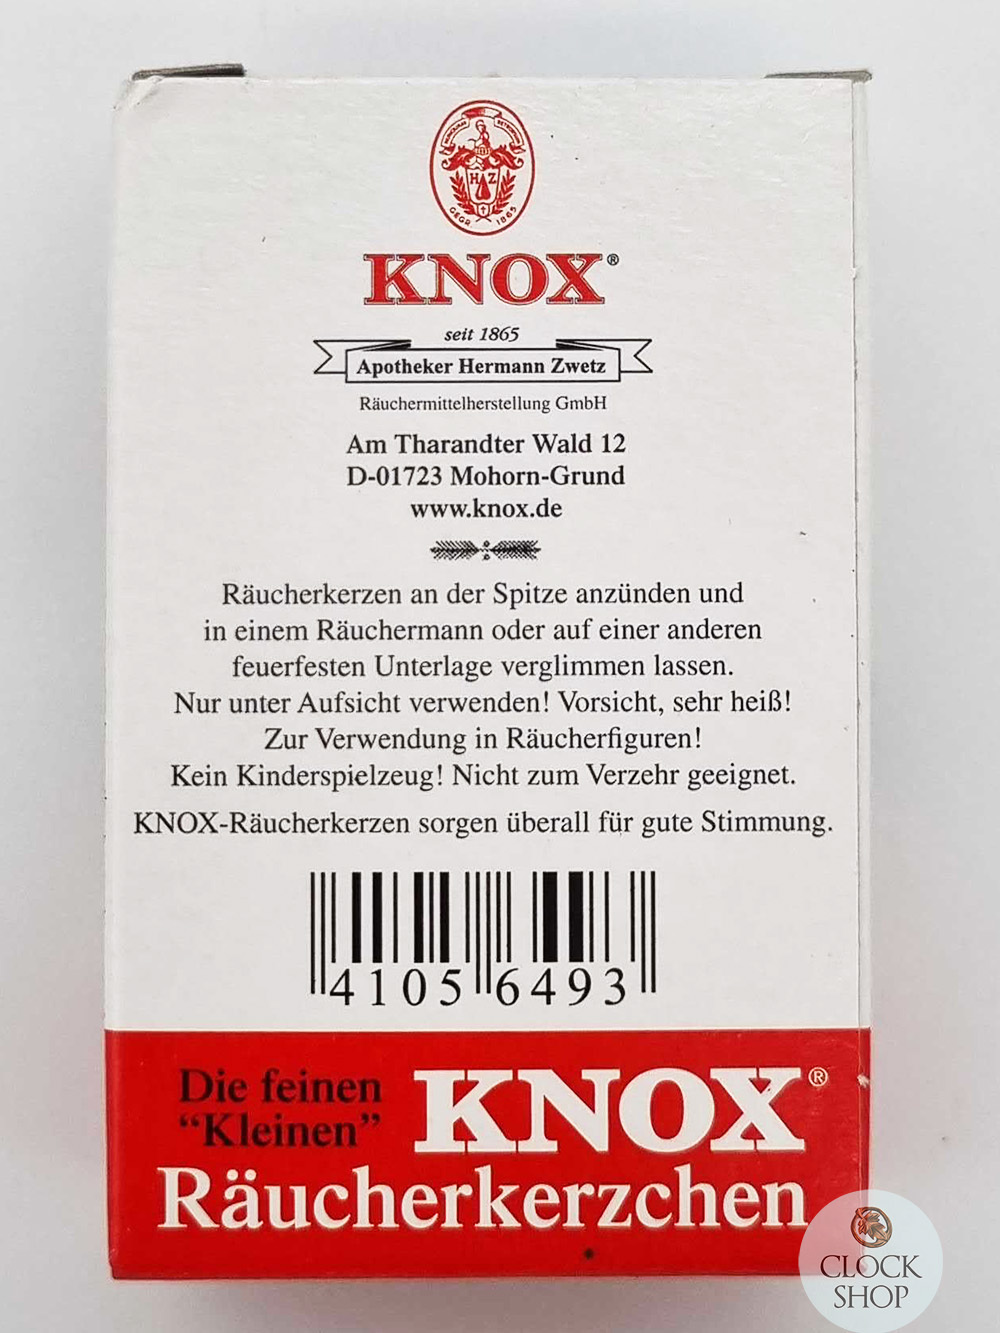 H Z
GEGR. 1865
KNOX®
seit 1865
Apotheker Hermann Zwetz
Räuchermittelherstellung GmbH
Am Tharandter Wald 12
D-01723 Mohorn-Grund
www.knox.de
Räucherkerzen an der Spitze anzünden und
in einem Räuchermann oder auf einer anderen
feuerfesten Unterlage verglimmen lassen.
Nur unter Aufsicht verwenden! Vorsicht, sehr heiß!
Zur Verwendung in Räucherfiguren!
Kein Kinderspielzeug! Nicht zum Verzehr geeignet.
KNOX-Räucherkerzen sorgen überall für gute Stimmung.
4105 6493
Die feinen
“Kleinen”
KNOX®
Räucherkerzchen
CLOCK
SHOP